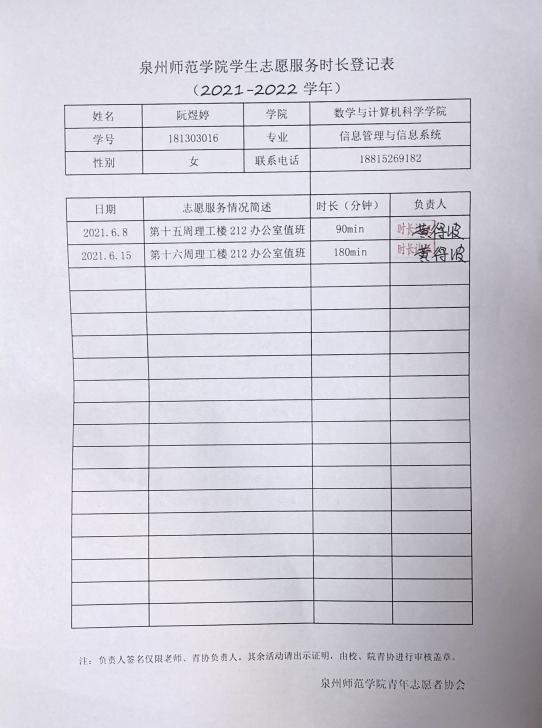 泉州师范学院学生志愿服务时长登记表
（2021-2022 学年）
姓名 阮煜婷 学院 数学与计算机科学学院
学号 181303016 专业 信息管理与信息系统
性别 女 联系电话 18815269182
日期 志愿服务情况简述 时长（分钟） 负责人
2021.6.8 第十五周理工楼 212 办公室值班 90min 时长 黄得波
2021.6.15 第十六周理工楼 212 办公室值班 180min 时长 黄得波
注：负责人签名仅限老师、青协负责人。其余活动请出示证明，由校、院青协进行审核盖章。
泉州师范学院青年志愿者协会